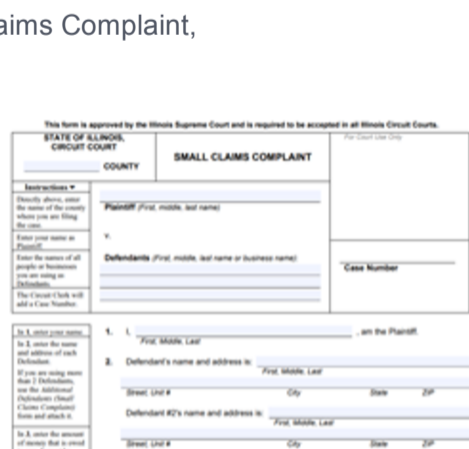 aims Complaint,
This form is approved by the Illinois Supreme Court and is required to be accepted in all Illinois Circuit Courts.
STATE OF ILLINOIS,
CIRCUIT COURT
COUNTY
SMALL CLAIMS COMPLAINT
For Court Use Only
Instructions ▼
Directly above, enter
the name of the county
where you are filing
the case.
Enter your name as
Plaintiff.
Enter the names of all
people or businesses
you are suing as
Defendants.
The Circuit Clerk will
add a Case Number.
Plaintiff (First, middle, last name)
v.
Defendants (First, middle, last name or business name)
Case Number
In 1, enter your name.
In 2, enter the name
and address of each
Defendant.
If you are suing more
than 2 Defendants,
use the Additional
Defendants (Small
Claims Complaint)
form and attach it.
In 3, enter the amount
of money that is owed
1. I, , am the Plaintiff.
First, Middle, Last
2. Defendant's name and address is:
First, Middle, Last
Street, Unit # City State ZIP
Defendant #2's name and address is:
First, Middle, Last
Street, Unit # City State ZIP